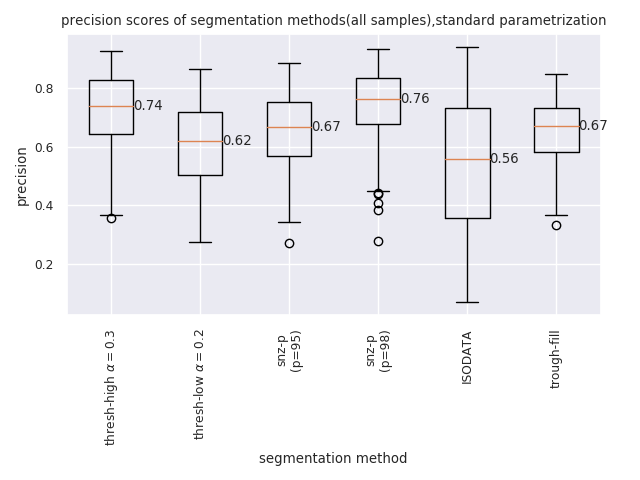 precision scores of segmentation methods(all samples),standard parametrization
precision
0.8
0.6
0.4
0.2
0.74
0.62
0.67
0.76
0.56
0.67
thresh-high α = 0.3
thresh-low α = 0.2
snz-p
(p=95)
snz-p
(p=98)
ISODATA
trough-fill
segmentation method